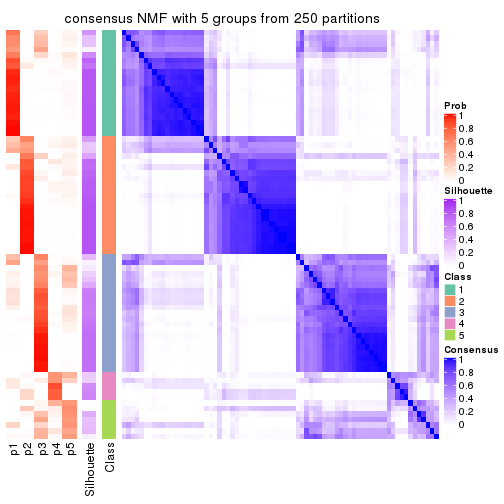 consensus NMF with 5 groups from 250 partitions
p1
p2
p3
p4
p5
Silhouette
Class
Prob
1
0.8
0.6
0.4
0.2
0
Silhouette
1
0.8
0.6
0.4
0.2
0
Class
1
2
3
4
5
Consensus
1
0.8
0.6
0.4
0.2
0